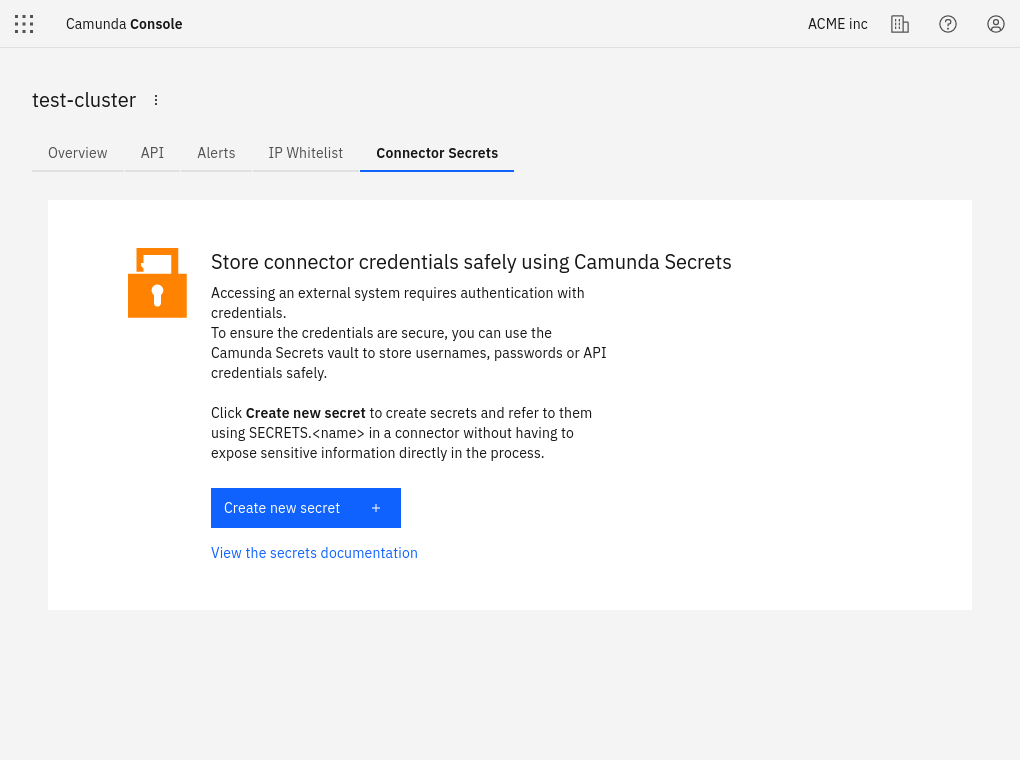 Camunda Console
ACME inc
test-cluster
Overview
API
Alerts
IP Whitelist
Connector Secrets
Store connector credentials safely using Camunda Secrets
Accessing an external system requires authentication with
credentials.
To ensure the credentials are secure, you can use the
Camunda Secrets vault to store usernames, passwords or API
credentials safely.
Click Create new secret to create secrets and refer to them
using SECRETS.<name> in a connector without having to
expose sensitive information directly in the process.
Create new secret +
View the secrets documentation